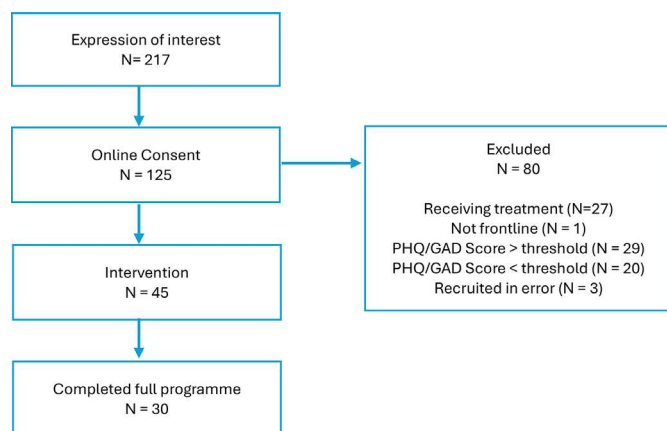 Expression of interest
N= 217
Online Consent
N = 125
Excluded
N = 80
Receiving treatment (N=27)
Not frontline (N = 1)
PHQ/GAD Score > threshold (N = 29)
PHQ/GAD Score < threshold (N = 20)
Recruited in error (N = 3)
Intervention
N = 45
Completed full programme
N = 30